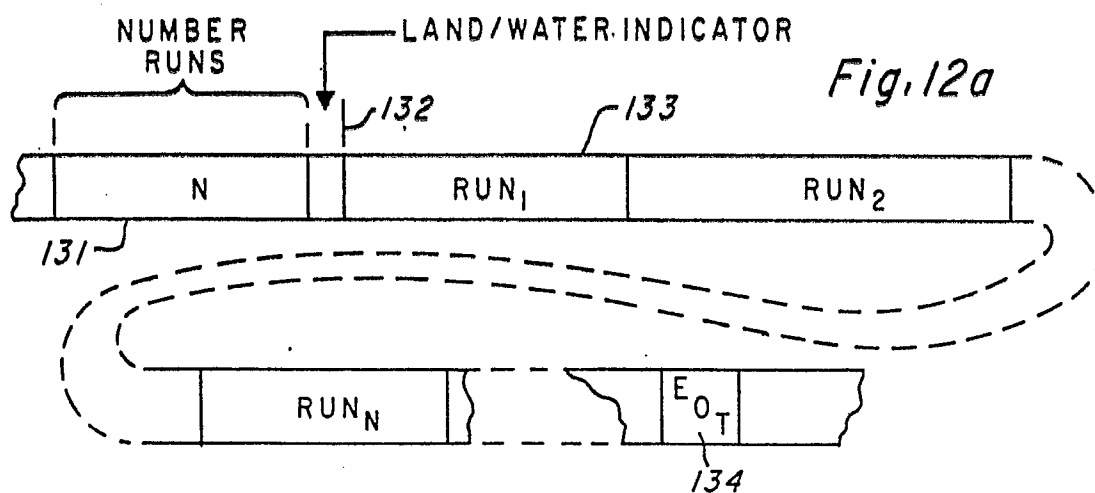 NUMBER RUNS
LAND/WATER INDICATOR
Fig. 12a
132
133
N
RUN1
RUN2
131
RUNN
EOT
134